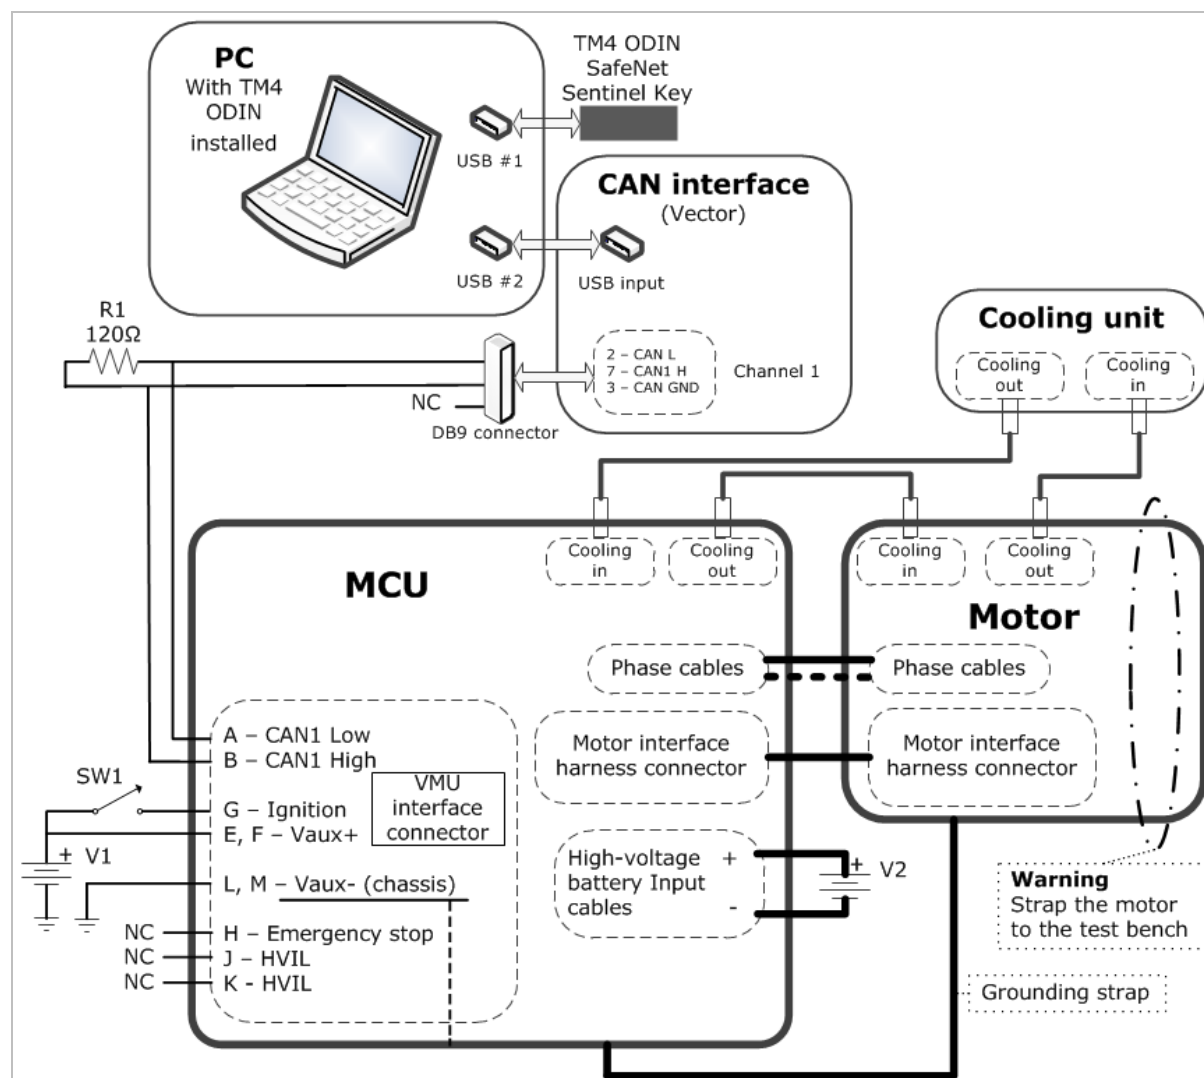 PC
With TM4
ODIN
installed
USB #1
USB #2
TM4 ODIN
SafeNet
Sentinel Key
CAN interface
(Vector)
USB input
2 – CAN L
7 – CAN1 H
3 – CAN GND
Channel 1
R1
120Ω
NC
DB9 connector
Cooling unit
Cooling
out
Cooling
in
MCU
Cooling
in
Cooling
out
Phase cables
Motor interface
harness connector
High-voltage
battery Input
cables
+
-
+
V2
A – CAN1 Low
B – CAN1 High
G – Ignition
E, F – Vaux+
L, M – Vaux- (chassis)
H – Emergency stop
J – HVIL
K - HVIL
VMU
interface
connector
SW1
+
V1
NC
NC
NC
Motor
Cooling
in
Cooling
out
Phase cables
Motor interface
harness connector
Warning
Strap the motor
to the test bench
Grounding strap